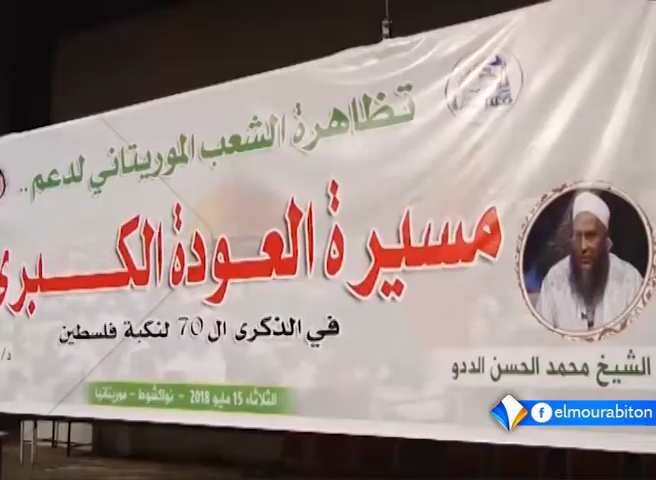 تظاهرة الشعب الموريتاني لدعم..
مسيرة العودة الكبرى
في الذكرى ال 70 لنكبة فلسطين
الشيخ محمد الحسن الددو
د/
الثلاثاء 15 مايو 2018 - نواكشوط - موريتانيا
elmourabiton